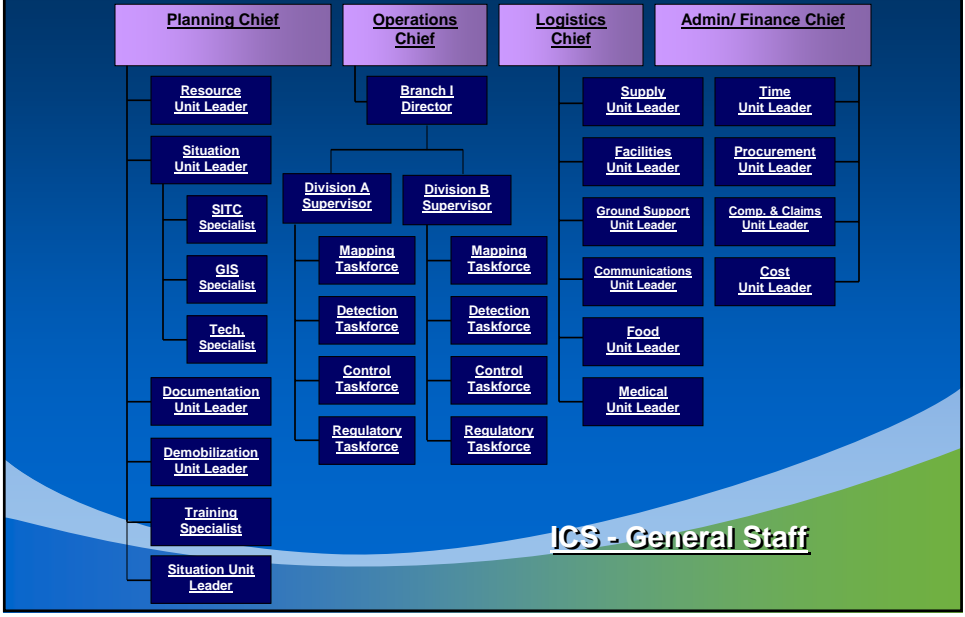 Planning Chief
Operations
Chief
Logistics
Chief
Admin/ Finance Chief
Resource
Unit Leader
Situation
Unit Leader
SITC
Specialist
GIS
Specialist
Tech,
Specialist
Documentation
Unit Leader
Demobilization
Unit Leader
Training
Specialist
Situation Unit
Leader
Branch I
Director
Division A
Supervisor
Mapping
Taskforce
Detection
Taskforce
Control
Taskforce
Regulatory
Taskforce
Division B
Supervisor
Mapping
Taskforce
Detection
Taskforce
Control
Taskforce
Regulatory
Taskforce
Supply
Unit Leader
Facilities
Unit Leader
Ground Support
Unit Leader
Communications
Unit Leader
Food
Unit Leader
Medical
Unit Leader
Time
Unit Leader
Procurement
Unit Leader
Comp. & Claims
Unit Leader
Cost
Unit Leader
ICS - General Staff